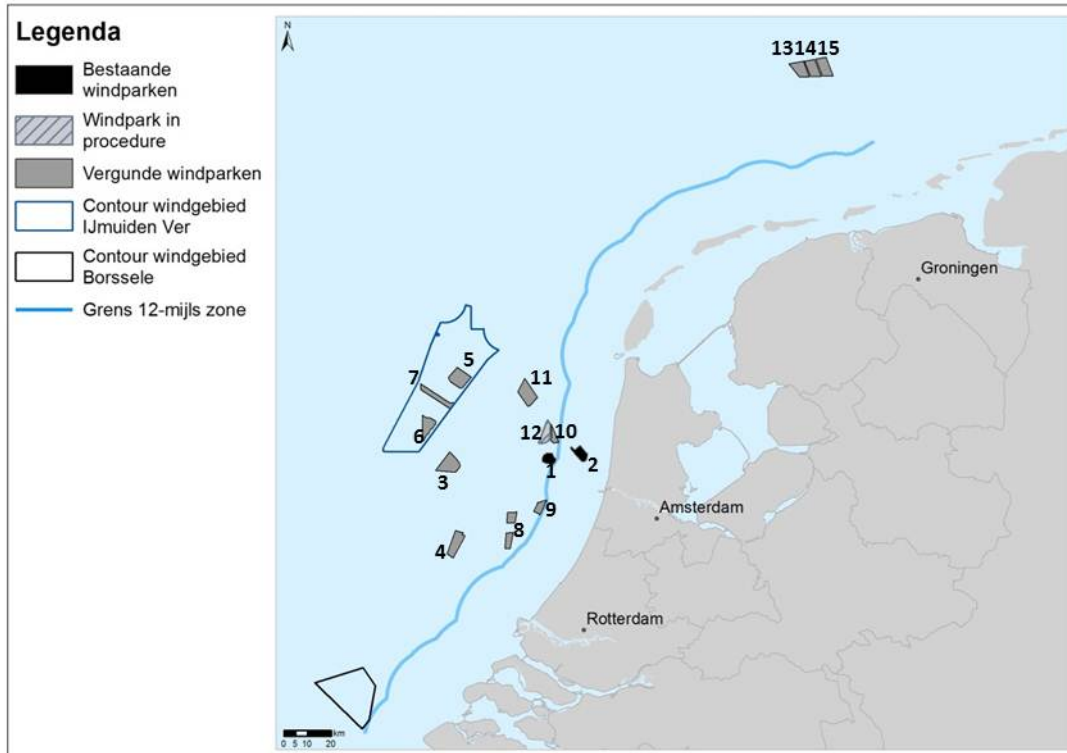 Legenda
Bestaande
windparken
Windpark in
procedure
Vergunde windparken
Contour windgebied
IJmuiden Ver
Contour windgebied
Borssele
Grens 12-mijls zone
N
131415
Groningen
5
7
11
6
12
10
3
1
2
9
Amsterdam
8
4
Rotterdam
0 5 10 20
km